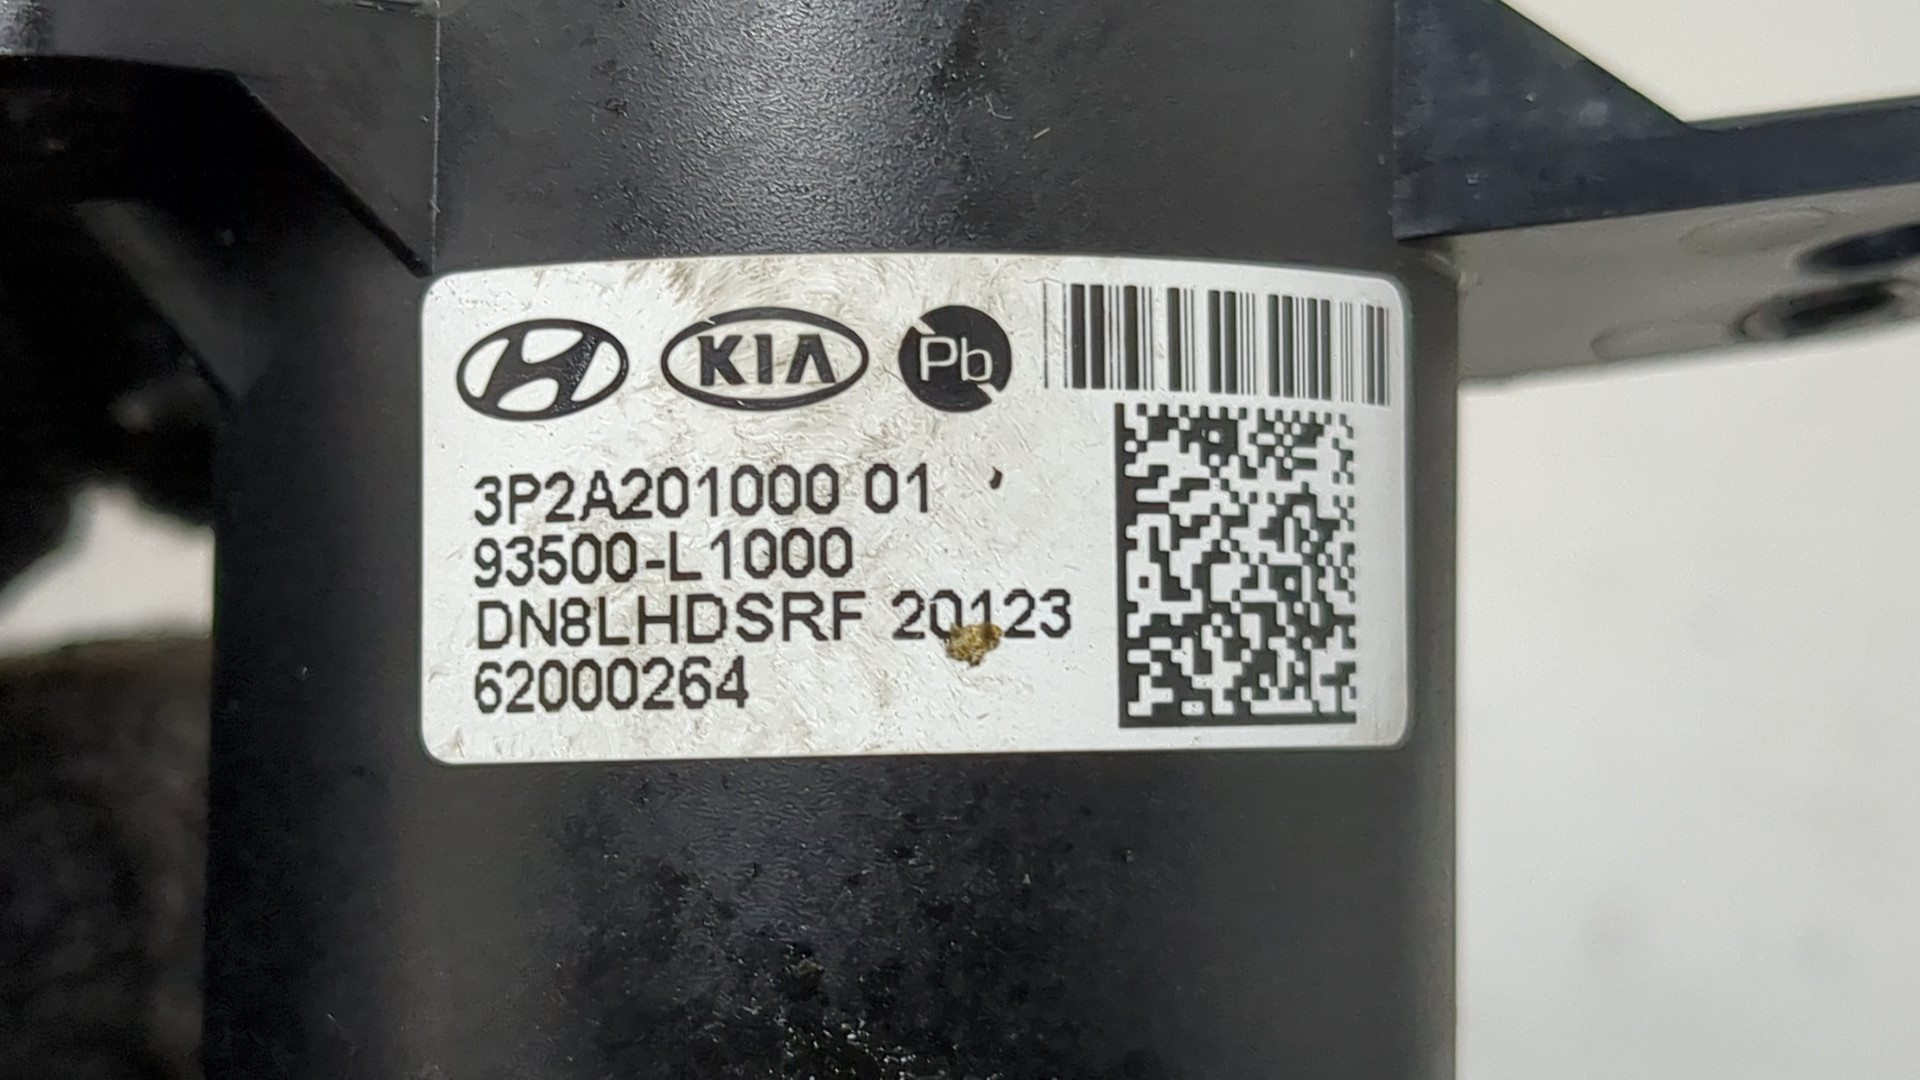 KIA Pb
3P2A201000 01
93500-L1000
DN8LHDSRF 20123
62000264